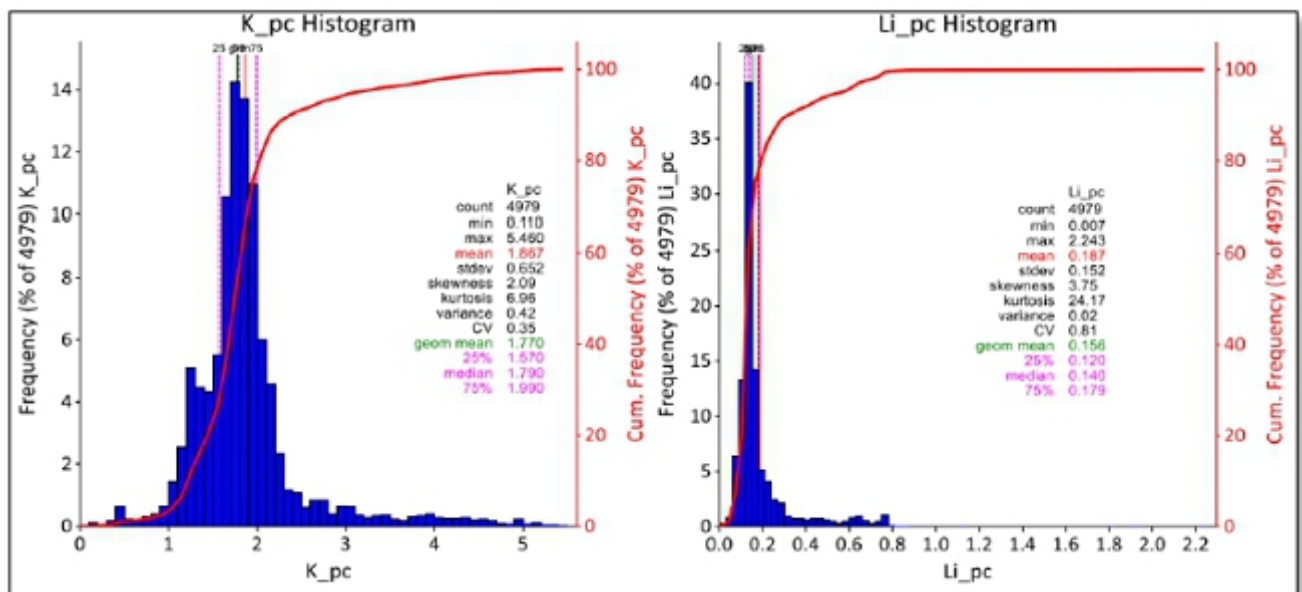 K_pc Histogram
Li_pc Histogram
Frequency (% of 4979) K_pc
14
12
10
8
6
4
2
0
0 1 2 3 4 5
K_pc
100
80
60
40
20
0
Cum. Frequency (% of 4979) K_pc
K_pc
count 4979
min 0.110
max 5.460
mean 1.867
stdev 0.652
skewness 2.09
kurtosis 6.96
variance 0.42
CV 0.35
geom mean 1.770
25% 1.570
median 1.790
75% 1.990
Frequency (% of 4979) Li_pc
40
35
30
25
20
15
10
5
0
0.0 0.2 0.4 0.6 0.8 1.0 1.2 1.4 1.6 1.8 2.0 2.2
Li_pc
100
80
60
40
20
0
Cum. Frequency (% of 4979) Li_pc
Li_pc
count 4979
min 0.007
max 2.243
mean 0.187
stdev 0.152
skewness 3.75
kurtosis 24.17
variance 0.02
CV 0.81
geom mean 0.156
25% 0.120
median 0.140
75% 0.179